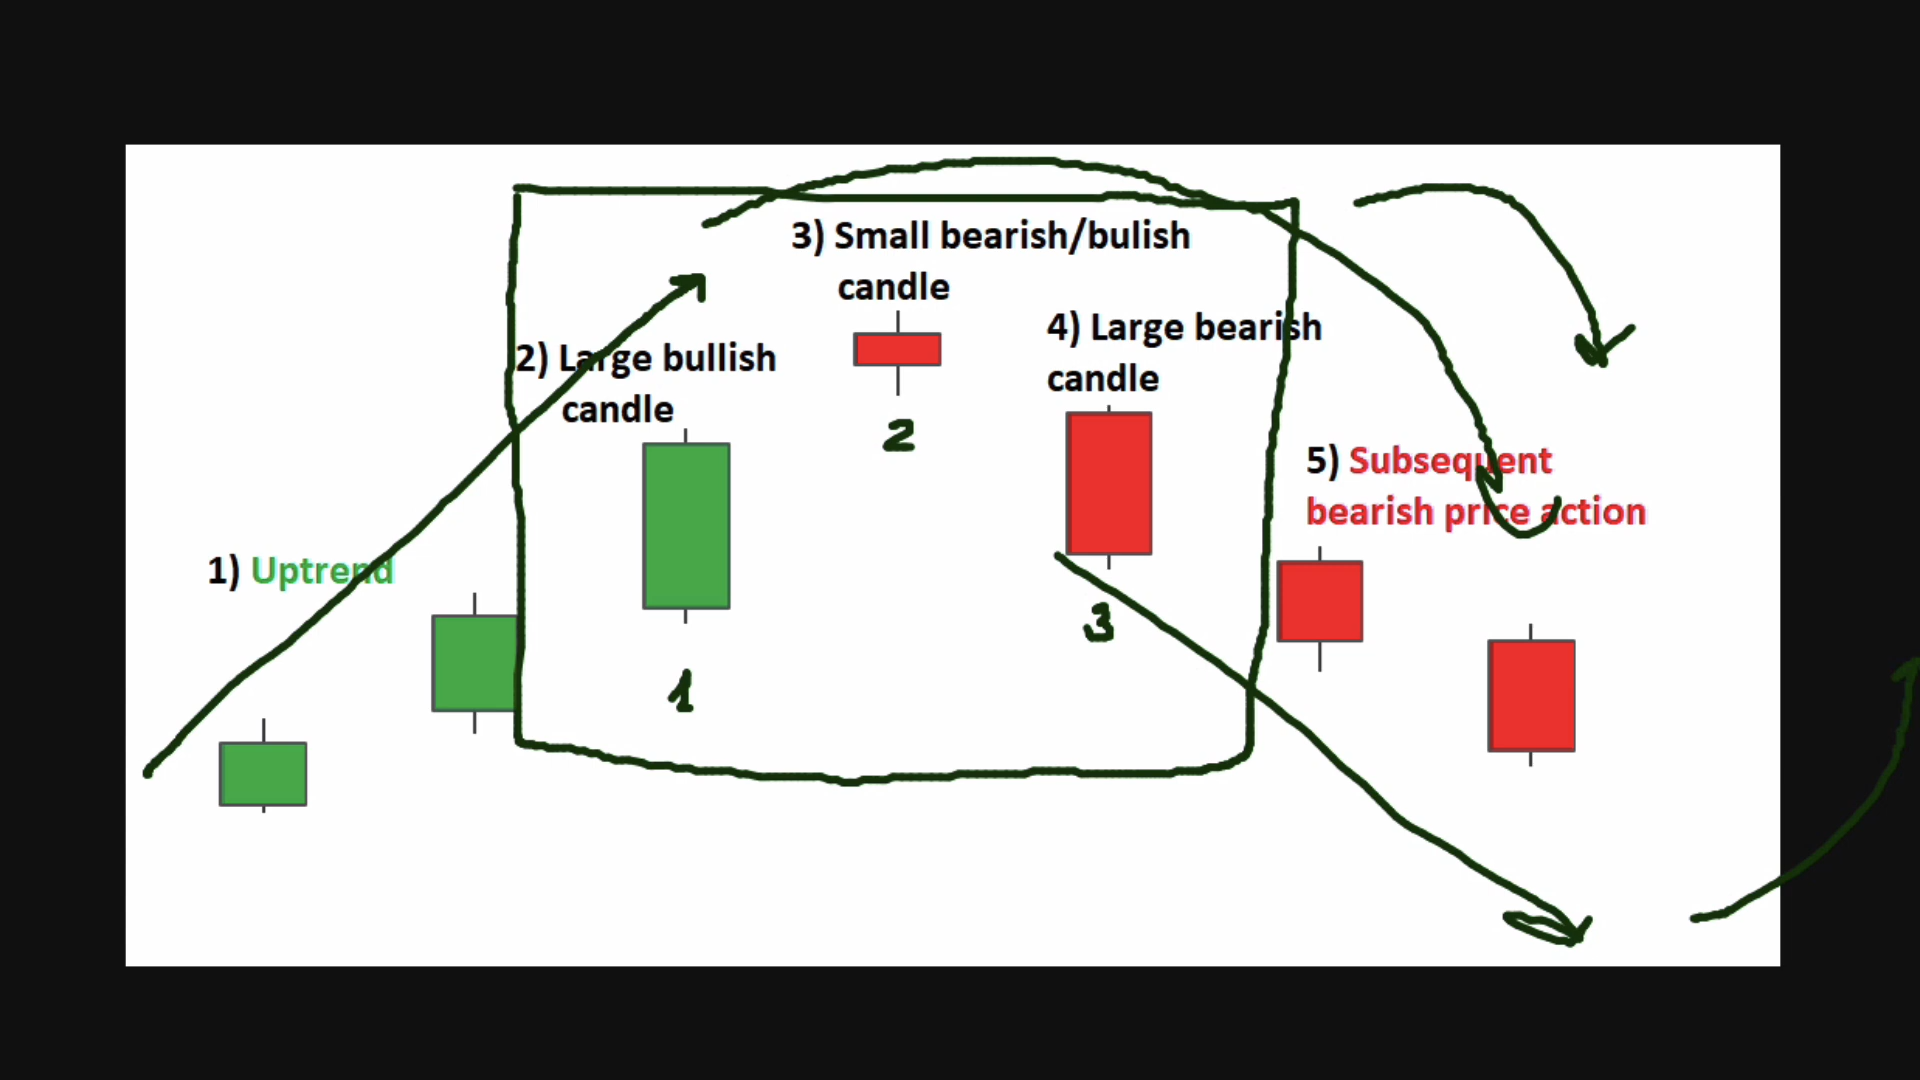 3) Small bearish/bulish
candle
4) Large bearish
candle
2) Large bullish
candle
2
5) Subsequent
bearish price action
1) Uptrend
3
1